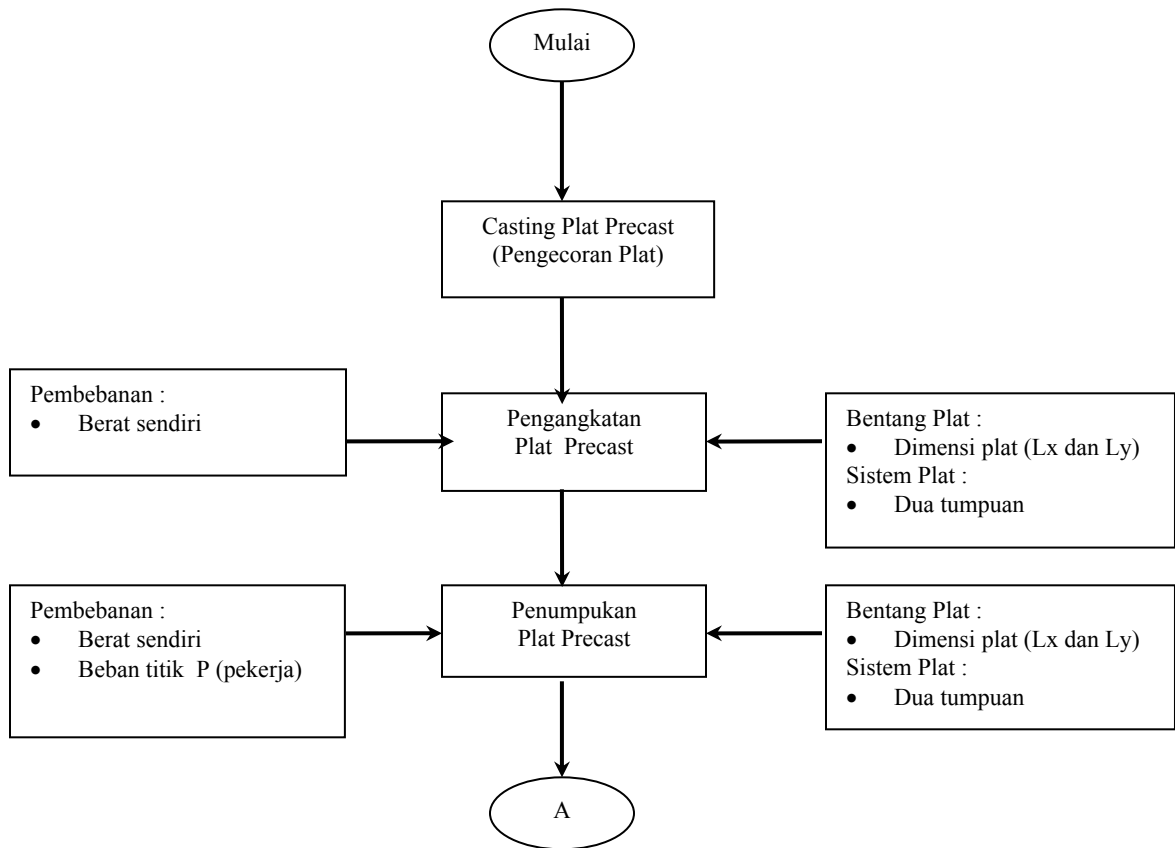 Mulai
Casting Plat Precast
(Pengecoran Plat)
Pembebanan :
• Berat sendiri
Pengangkatan
Plat Precast
Bentang Plat :
• Dimensi plat (Lx dan Ly)
Sistem Plat :
• Dua tumpuan
Pembebanan :
• Berat sendiri
• Beban titik P (pekerja)
Penumpukan
Plat Precast
Bentang Plat :
• Dimensi plat (Lx dan Ly)
Sistem Plat :
• Dua tumpuan
A